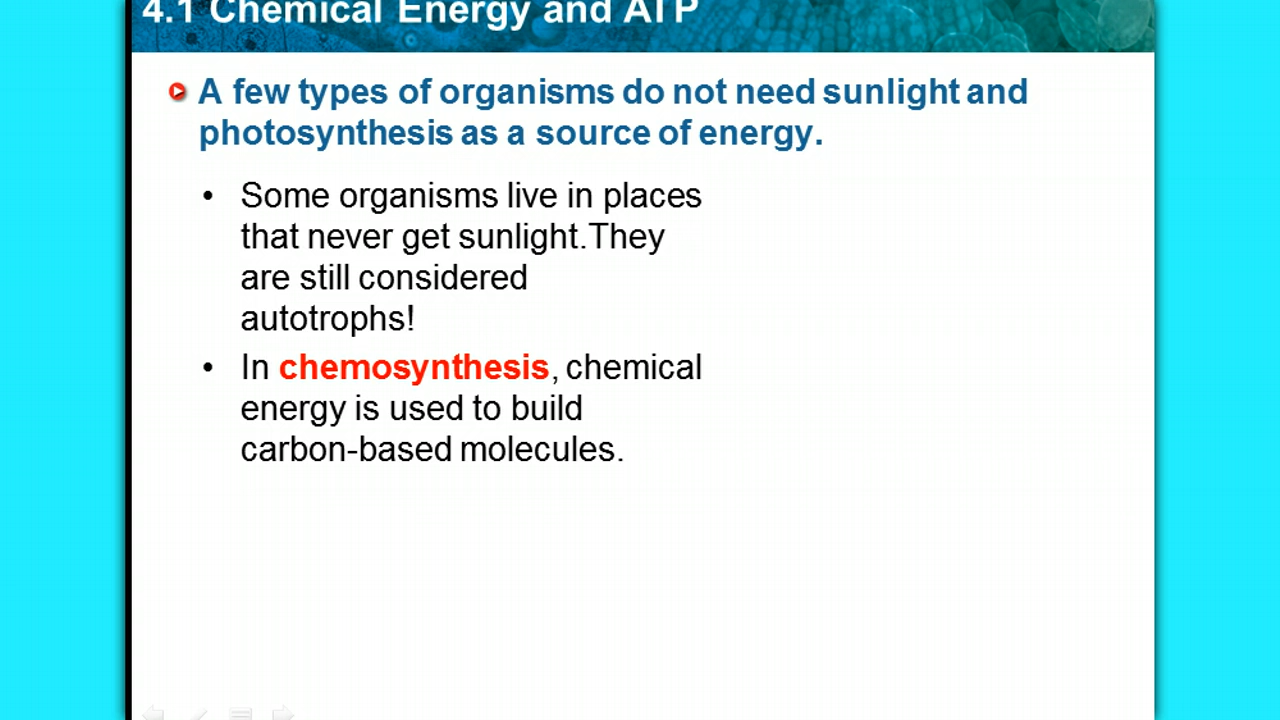 4.1 Chemical Energy and ATP
A few types of organisms do not need sunlight and
photosynthesis as a source of energy.
• Some organisms live in places
that never get sunlight.They
are still considered
autotrophs!
• In chemosynthesis, chemical
energy is used to build
carbon-based molecules.